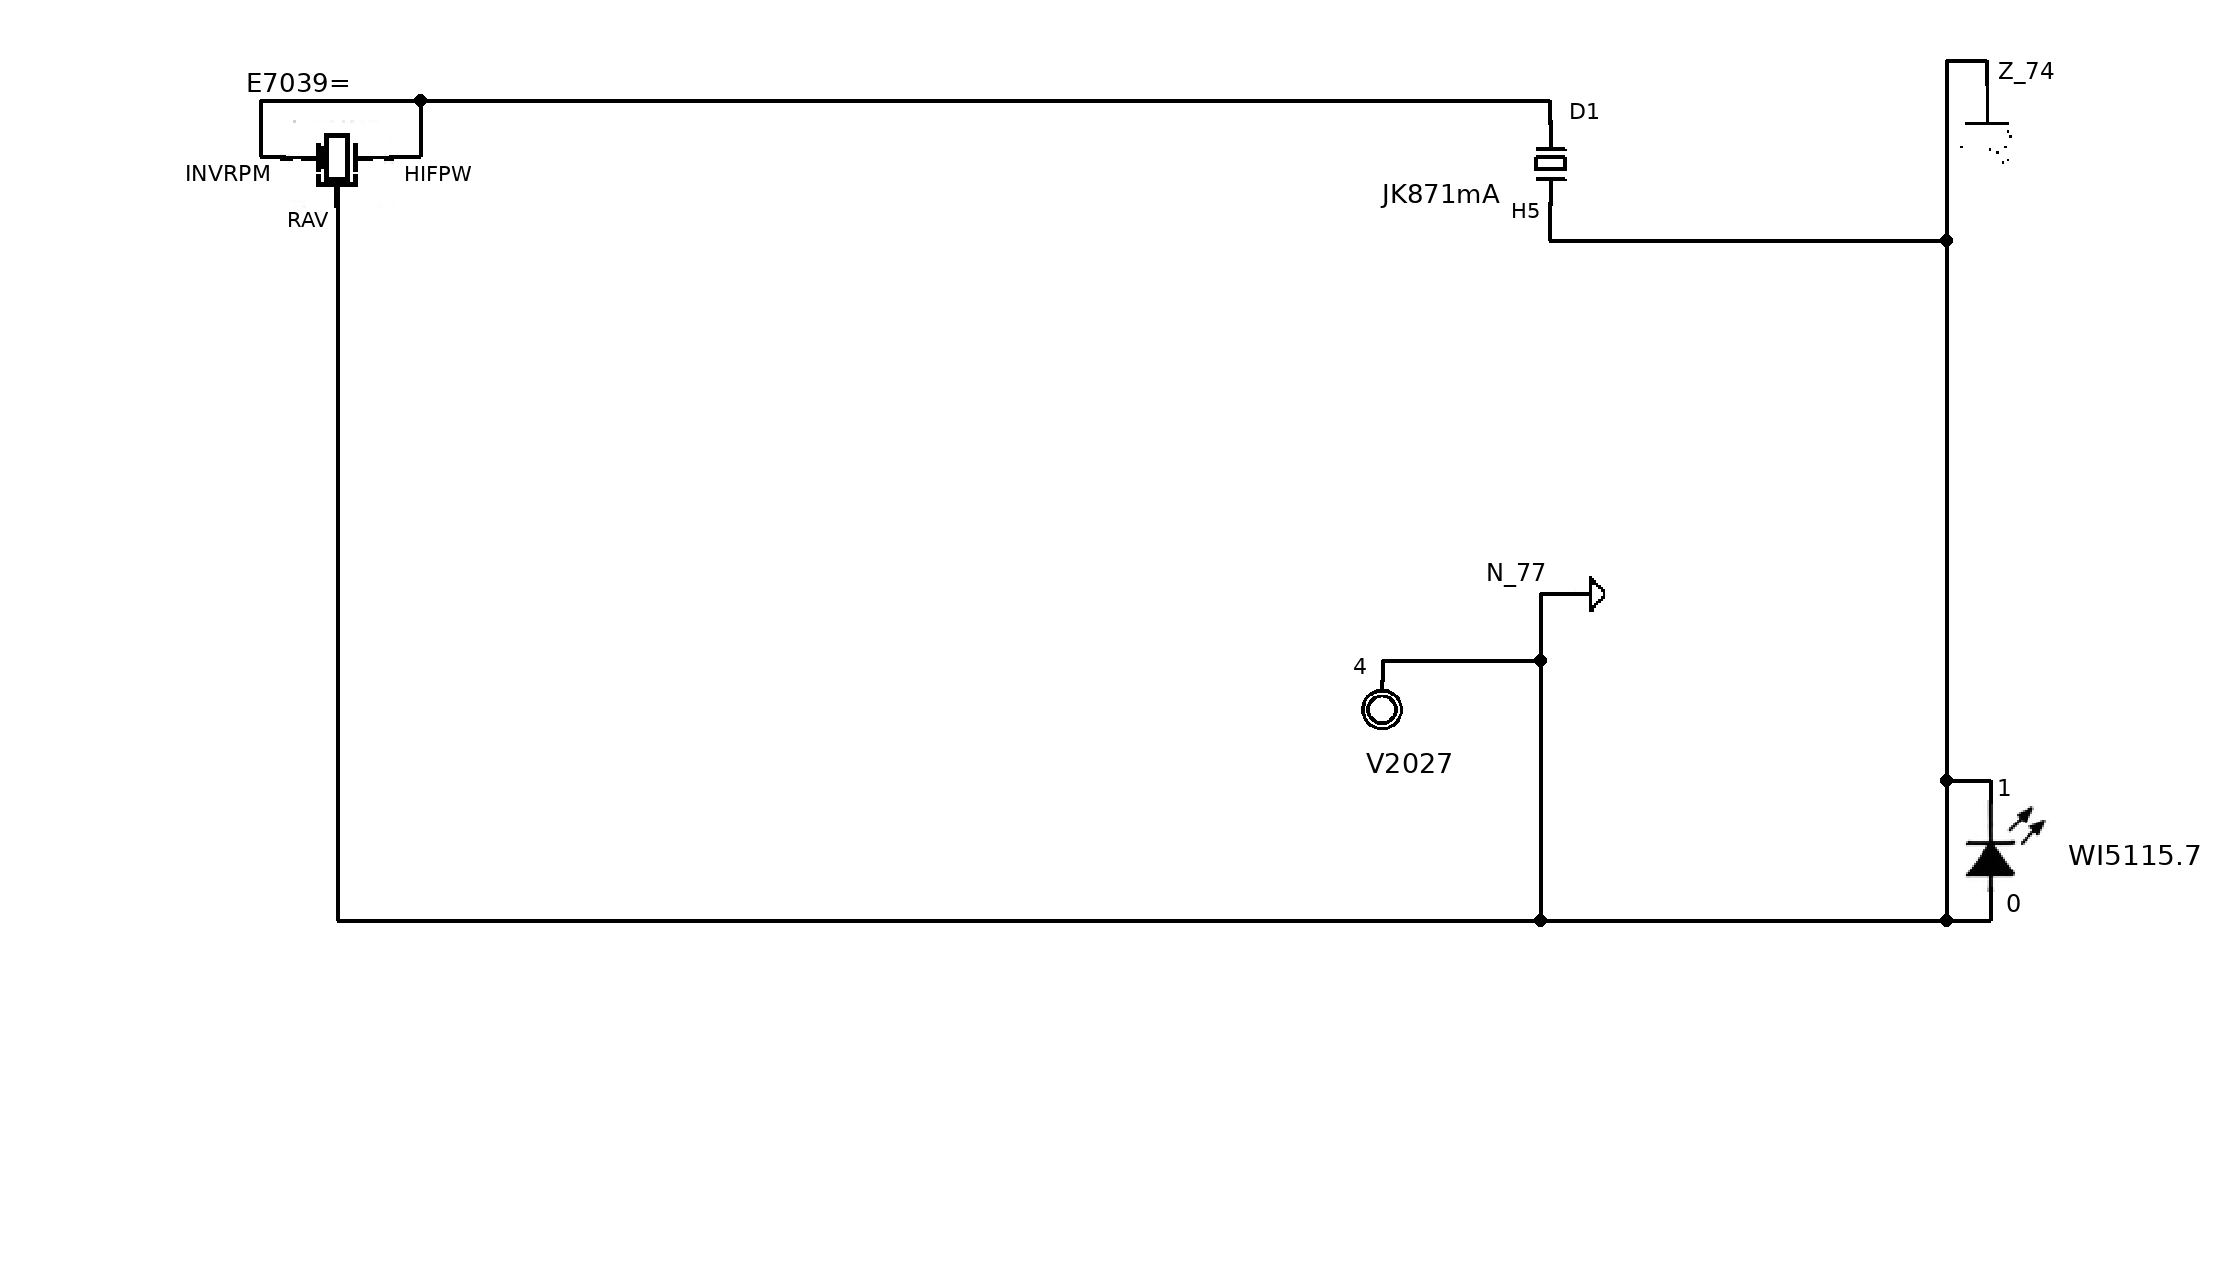 Z_74
E7039=
D1
INVRPM
HIFPW
JK871mA
H5
RAV
N_77
4
V2027
1
WI5115.7
0